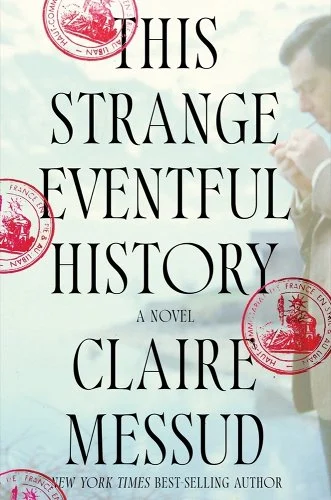 THIS
STRANGE
EVENTFUL
HISTORY
A NOVEL
CLAIRE
MESSUD
NEW YORK TIMES BEST-SELLING AUTHOR